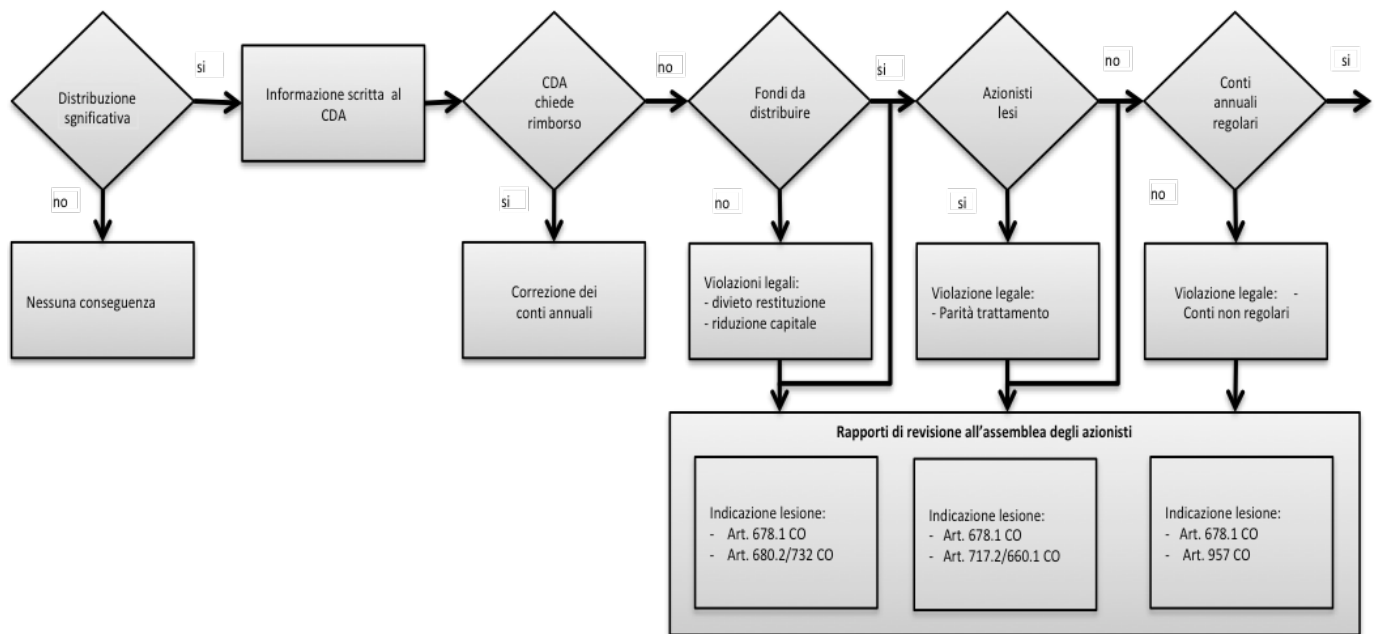 Distribuzione
sgnificativa
si
Informazione scritta al
CDA
CDA
chiede
rimborso
no
Fondi da
distribuire
si
Azionisti
lesi
no
Conti
annuali
regolari
si
no
si
no
si
no
Nessuna conseguenza
Correzione dei
conti annuali
Violazioni legali:
- divieto restituzione
- riduzione capitale
Violazione legale:
- Parità trattamento
Violazione legale: -
Conti non regolari
Rapporti di revisione all'assemblea degli azionisti
Indicazione lesione:
- Art. 678.1 CO
- Art. 680.2/732 CO
Indicazione lesione:
- Art. 678.1 CO
- Art. 717.2/660.1 CO
Indicazione lesione:
- Art. 678.1 CO
- Art. 957 CO